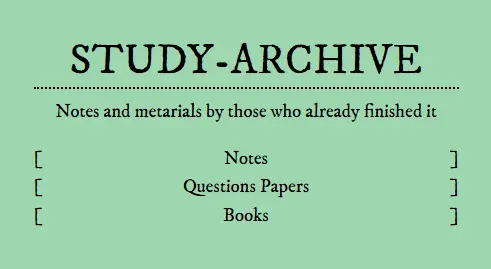 STUDY-ARCHIVE
Notes and metarials by those who already finished it
[ Notes ]
[ Questions Papers ]
[ Books ]